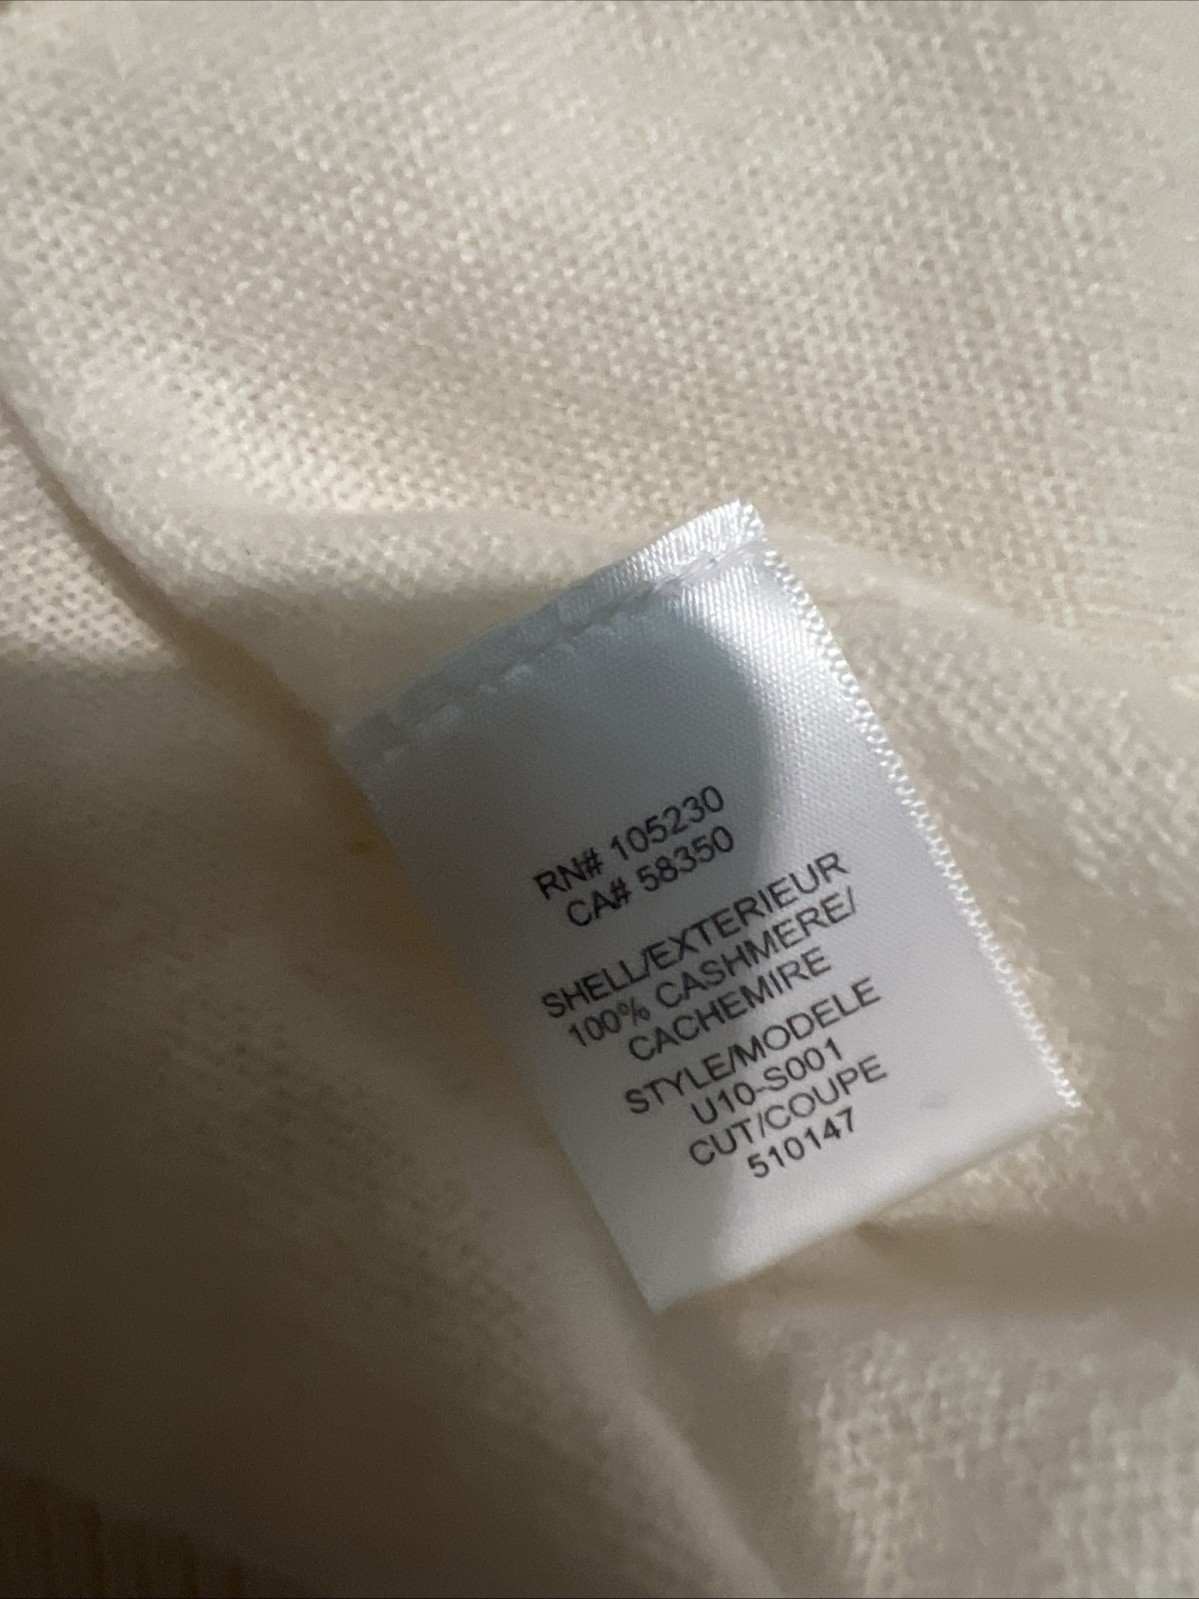 RN# 105230
CA# 58350
SHELL/EXTERIEUR
100% CASHMERE/
CACHEMIRE
STYLE/MODELE
U10-S001
CUT/COUPE
510147